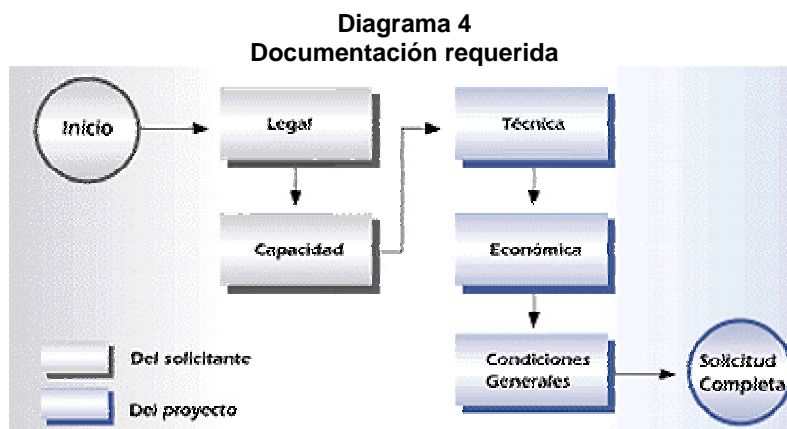 Diagrama 4
Documentación requerida
Inicio
Legal
Capacidad
Técnica
Económica
Condiciones
Generales
Solicitud
Completa
Del solicitante
Del proyecto